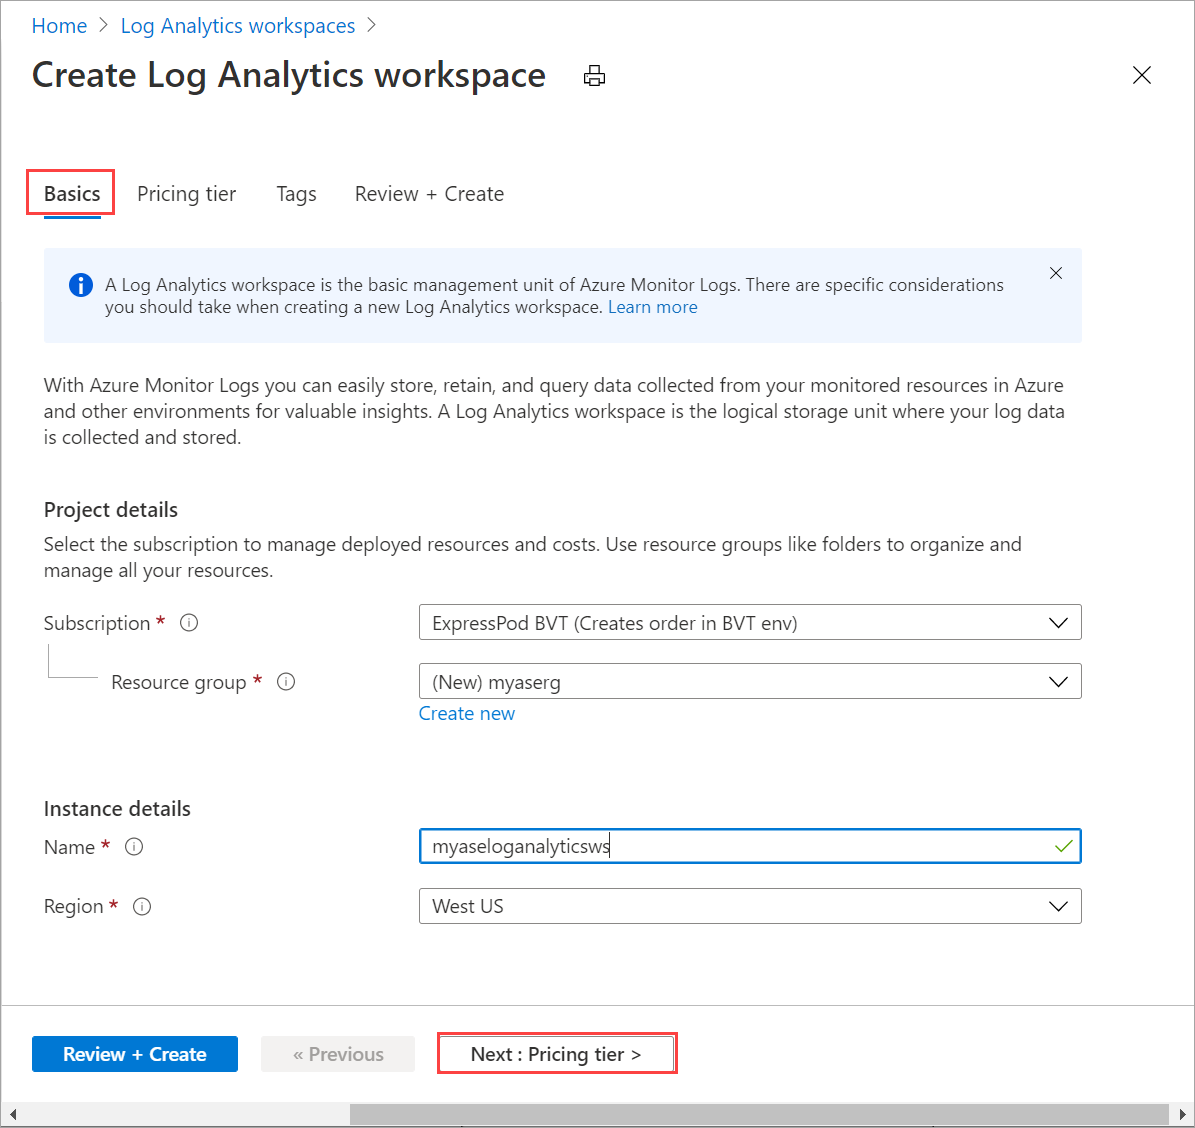 Home > Log Analytics workspaces >
Create Log Analytics workspace
Basics Pricing tier Tags Review + Create
A Log Analytics workspace is the basic management unit of Azure Monitor Logs. There are specific considerations
you should take when creating a new Log Analytics workspace. Learn more
With Azure Monitor Logs you can easily store, retain, and query data collected from your monitored resources in Azure
and other environments for valuable insights. A Log Analytics workspace is the logical storage unit where your log data
is collected and stored.
Project details
Select the subscription to manage deployed resources and costs. Use resource groups like folders to organize and
manage all your resources.
Subscription * ExpressPod BVT (Creates order in BVT env)
Resource group * (New) myaserg
Create new
Instance details
Name * myaseloganalyticsws
Region * West US
Review + Create « Previous Next : Pricing tier >